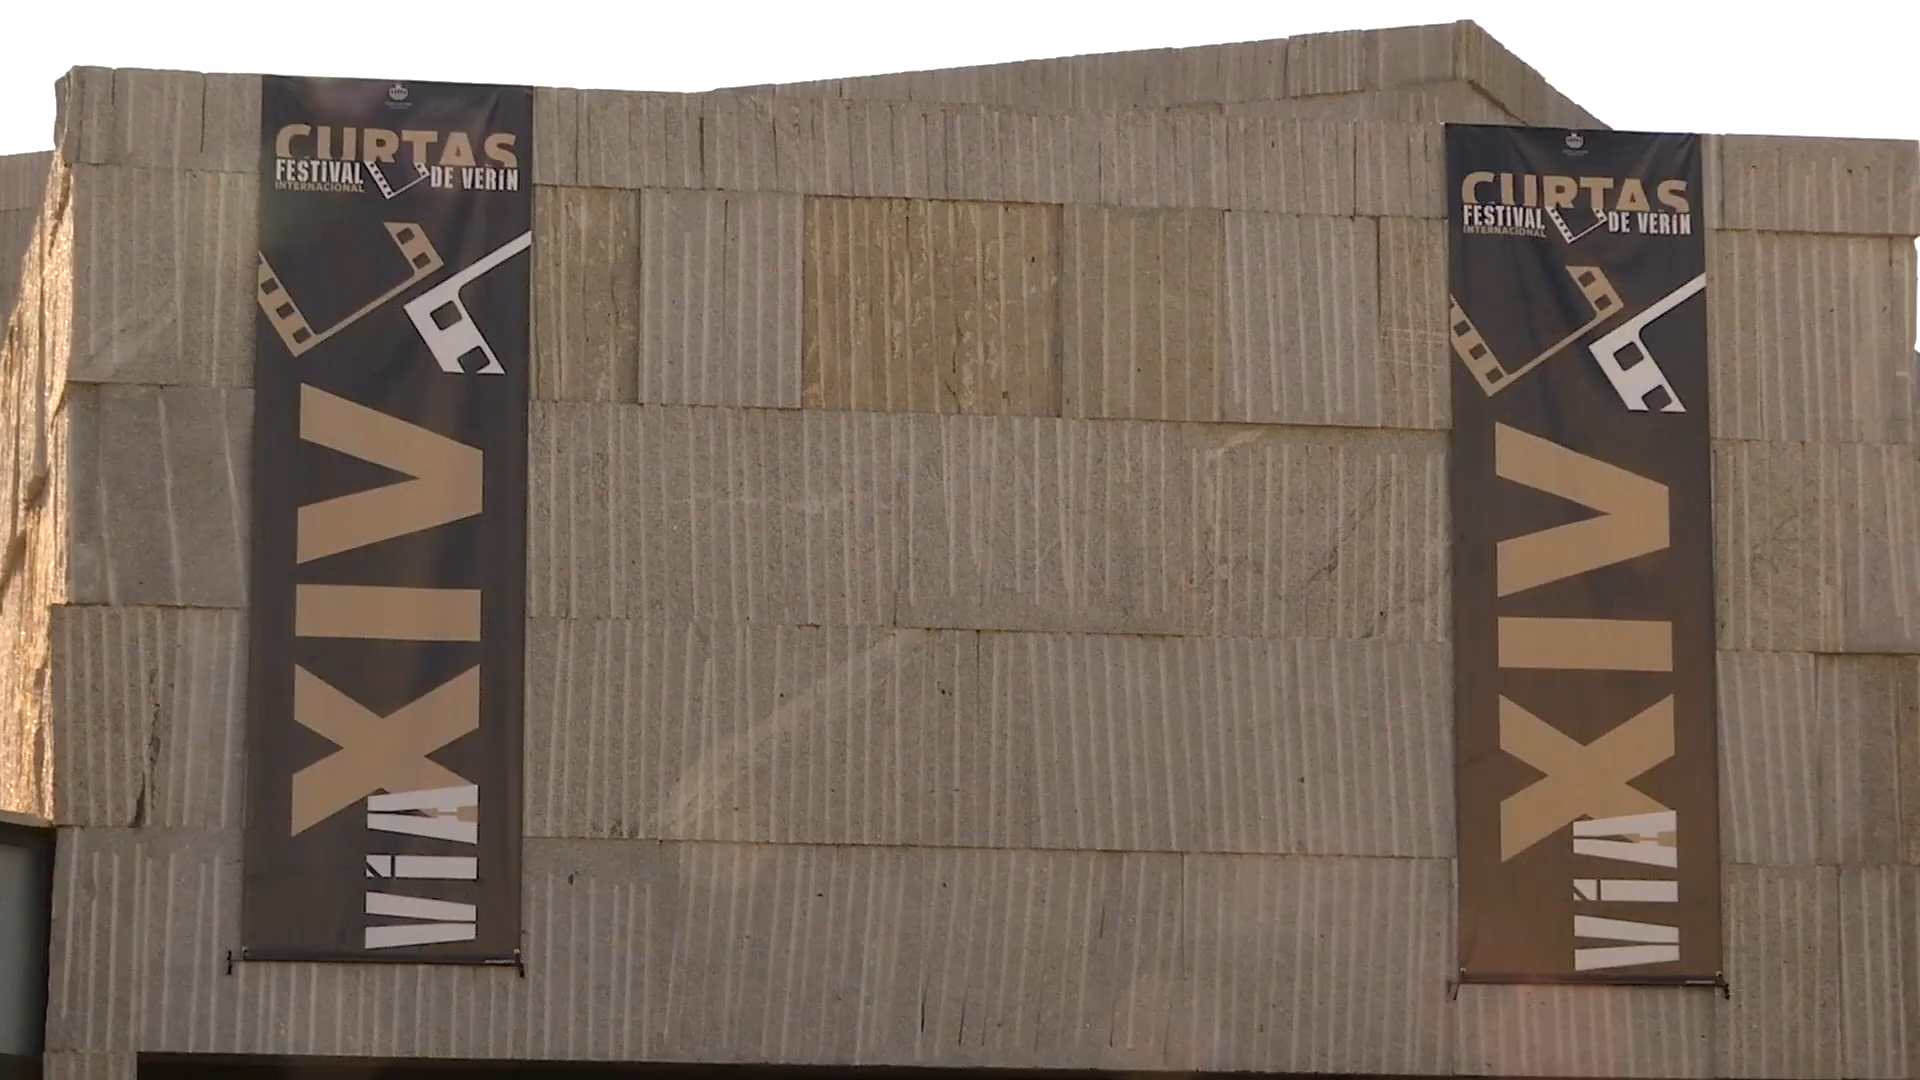 CURTAS
FESTIVAL DE VERÍN
INTERNACIONAL
XIV
VíA
CURTAS
FESTIVAL DE VERÍN
INTERNACIONAL
XIV
VíA